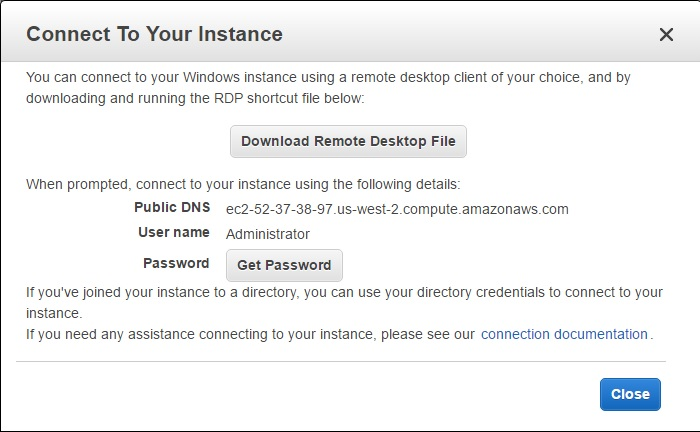 Connect To Your Instance
You can connect to your Windows instance using a remote desktop client of your choice, and by
downloading and running the RDP shortcut file below:
Download Remote Desktop File
When prompted, connect to your instance using the following details:
Public DNS ec2-52-37-38-97.us-west-2.compute.amazonaws.com
User name Administrator
Password Get Password
If you've joined your instance to a directory, you can use your directory credentials to connect to your
instance.
If you need any assistance connecting to your instance, please see our connection documentation .
Close